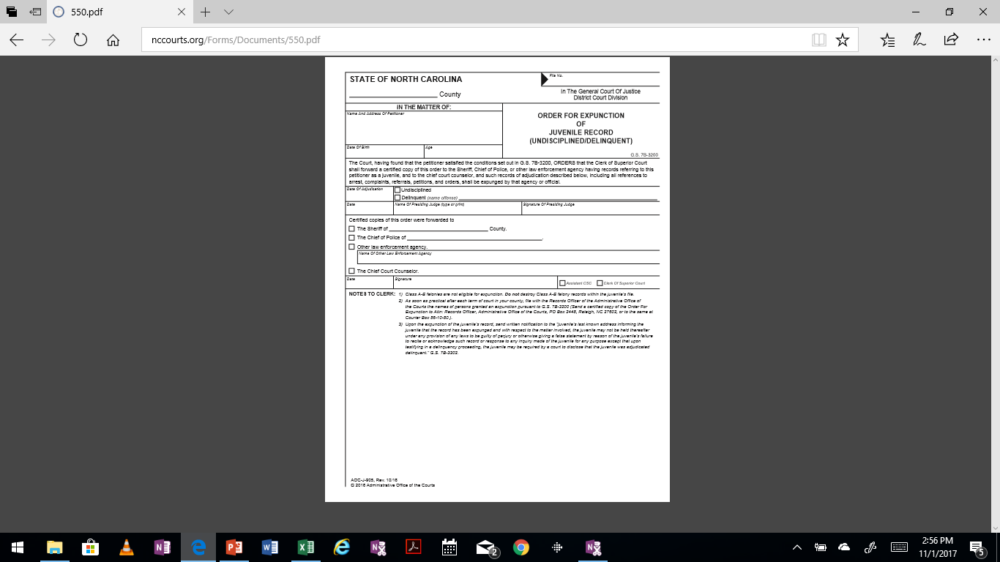 550.pdf
nccourts.org/Forms/Documents/550.pdf
STATE OF NORTH CAROLINA
File No.
County
In The General Court Of Justice
District Court Division
IN THE MATTER OF:
Name And Address Of Petitioner
ORDER FOR EXPUNCTION
OF
JUVENILE RECORD
(UNDISCIPLINED/DELINQUENT)
Date Of Birth
Age
G.S. 7B-3200
The Court, having found that the petitioner satisfied the conditions set out in G.S. 7B-3200, ORDERS that the Clerk of Superior Court
shall forward a certified copy of this order to the Sheriff, Chief of Police, or other law enforcement agency having records referring to this
petitioner as a juvenile, and to the chief court counselor, and such records of adjudication described below, including all references to
arrest, complaints, referrals, petitions, and orders, shall be expunged by that agency or official.
Date Of Adjudication
Undisciplined
Delinquent (name offense)
Date
Name Of Presiding Judge (type or print)
Signature Of Presiding Judge
Certified copies of this order were forwarded to
The Sheriff of County.
The Chief of Police of .
Other law enforcement agency.
Name Of Other Law Enforcement Agency
The Chief Court Counselor.
Date
Signature
Assistant CSC
Clerk Of Superior Court
NOTES TO CLERK: 1) Class A-E felonies are not eligible for expunction. Do not destroy Class A-E felony records within the juvenile's file.
2) As soon as practical after each term of court in your county, file with the Records Officer of the Administrative Office of
the Courts the names of persons granted an expunction pursuant to G.S. 7B-3200 (Send a certified copy of the Order For
Expunction to Attn: Records Officer, Administrative Office of the Courts, PO Box 2448, Raleigh, NC 27602, or to the same at
Courier Box 56-10-50.).
3) Upon the expunction of the juvenile's record, send written notification to the "juvenile's last known address informing the
juvenile that the record has been expunged and with respect to the matter involved, the juvenile may not be held thereafter
under any provision of any laws to be guilty of perjury or otherwise giving a false statement by reason of the juvenile's failure
to recite or acknowledge such record or response to any inquiry made of the juvenile for any purpose except that upon
testifying in a delinquency proceeding, the juvenile may be required by a court to disclose that the juvenile was adjudicated
delinquent." G.S. 7B-3202.
AOC-J-905, Rev. 10/16
© 2016 Administrative Office of the Courts
2
2:56 PM
11/1/2017
5